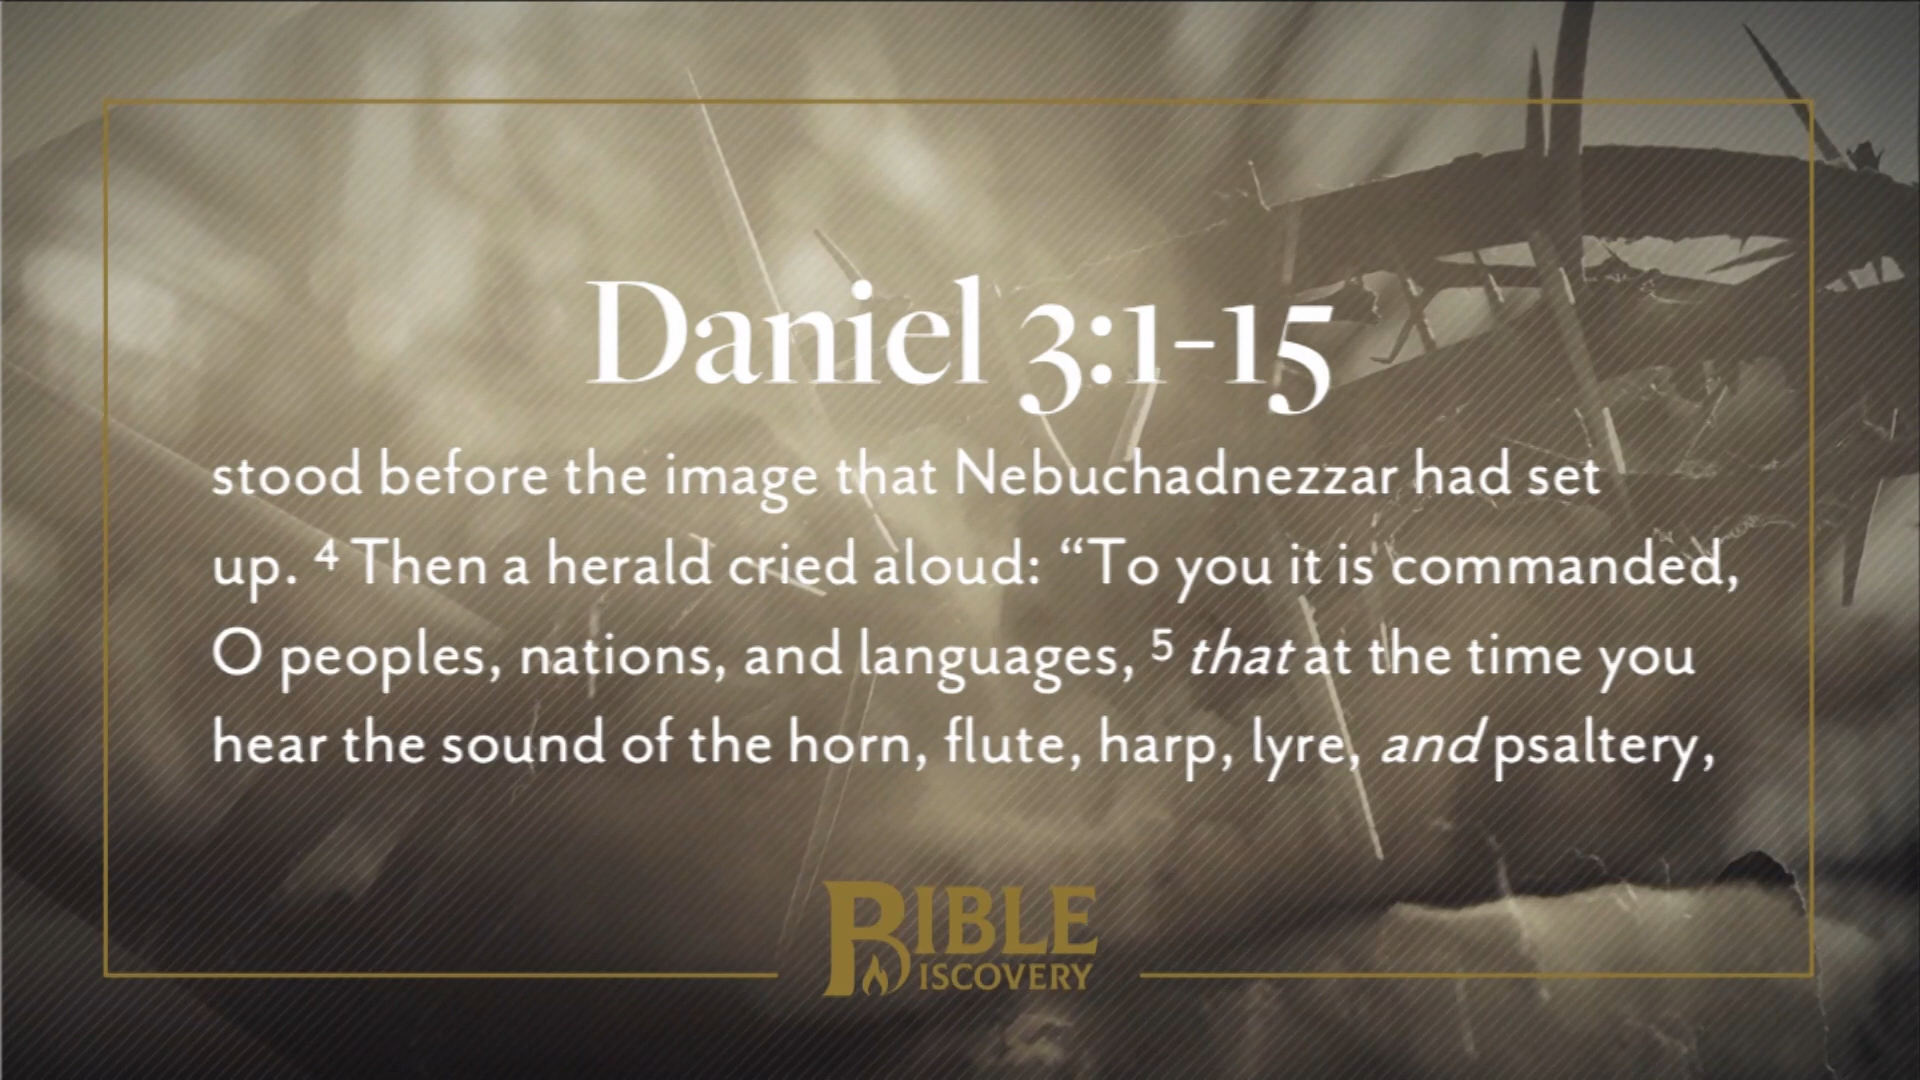 Daniel 3:1-15
stood before the image that Nebuchadnezzar had set
up. ⁴ Then a herald cried aloud: “To you it is commanded,
O peoples, nations, and languages, ⁵ that at the time you
hear the sound of the horn, flute, harp, lyre, and psaltery,
BIBLE
DISCOVERY